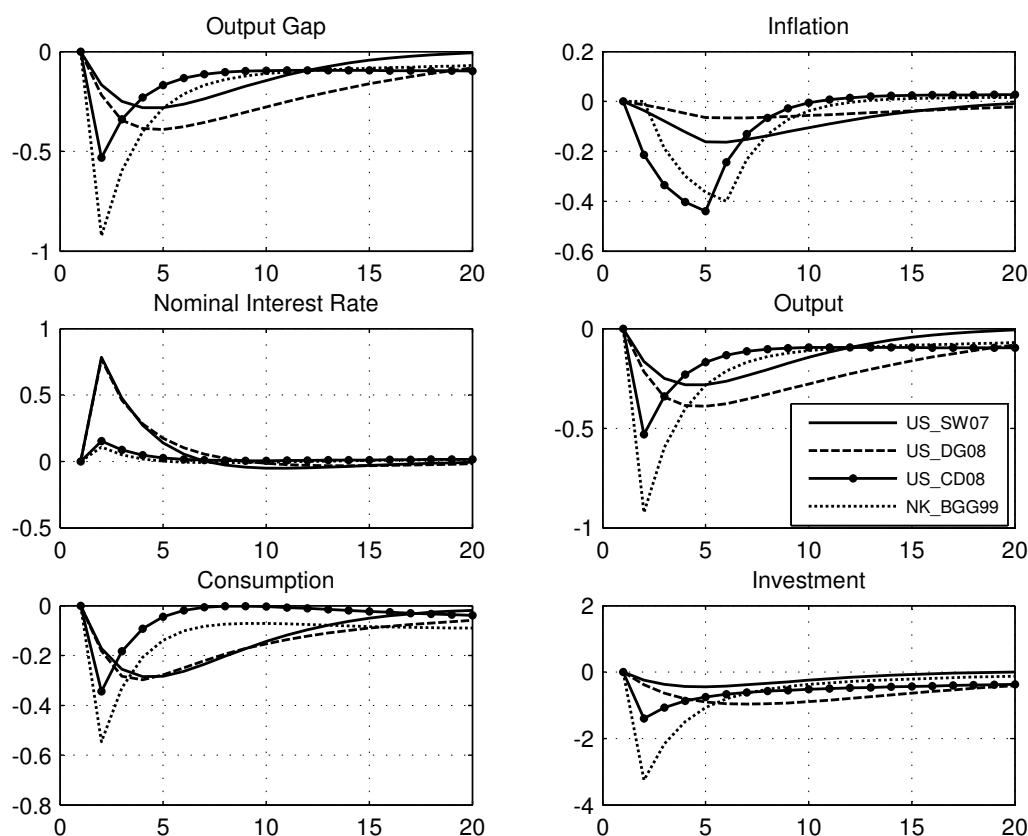 Output Gap
0
-0.5
-1
0 5 10 15 20
Inflation
0.2
0
-0.2
-0.4
-0.6
0 5 10 15 20
Nominal Interest Rate
1
0.5
0
-0.5
0 5 10 15 20
Output
0
-0.5
-1
0 5 10 15 20
US_SW07
US_DG08
US_CD08
NK_BGG99
Consumption
0
-0.2
-0.4
-0.6
-0.8
0 5 10 15 20
Investment
2
0
-2
-4
0 5 10 15 20